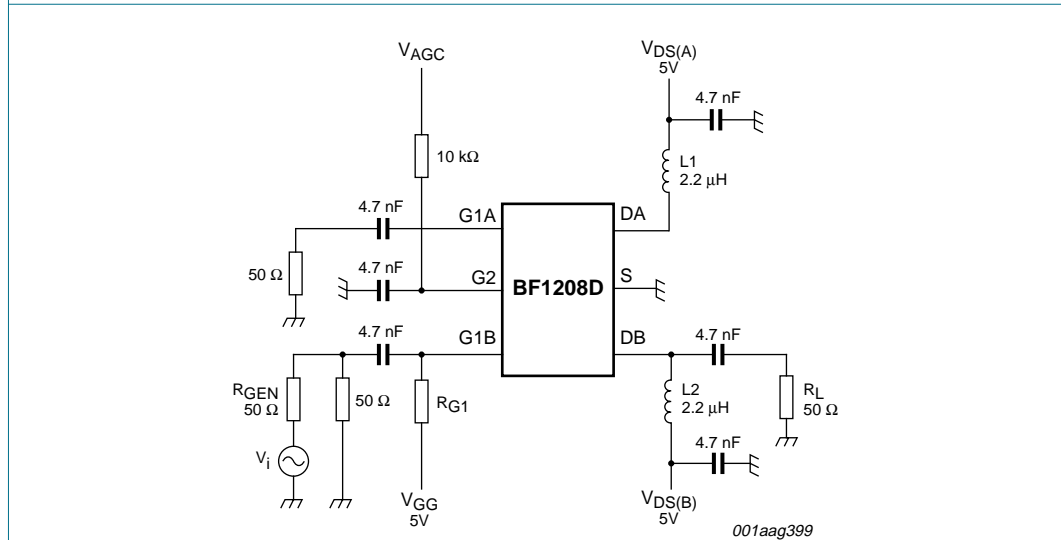 VAGC
VDS(A)
5V
4.7 nF
10 kΩ
L1
2.2 μH
4.7 nF
G1A
DA
50 Ω
4.7 nF
G2
BF1208D
S
4.7 nF
G1B
DB
4.7 nF
RGEN
50 Ω
50 Ω
RG1
L2
2.2 μH
RL
50 Ω
Vi
4.7 nF
VGG
5V
VDS(B)
5V
001aag399